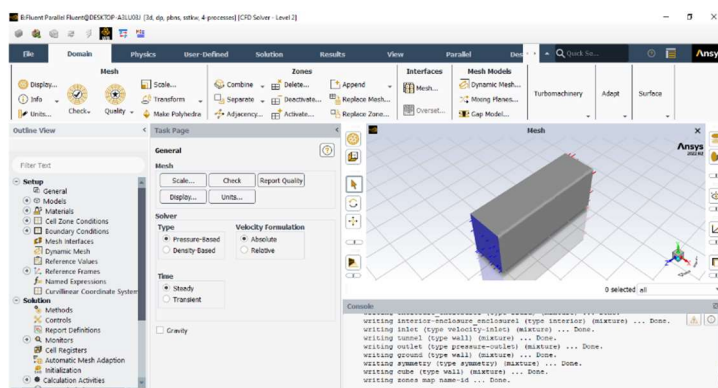 E:Fluent Parallel Fluent@DESKTOP-A3LU03J [3d, dp, pbns, sstkw, 4-processes] [CFD Solver - Level 2]
File Domain Physics User-Defined Solution Results View Parallel Des Quick Se... Ansys
Mesh Zones Interfaces Mesh Models
Display... Scale... Combine Delete... Append Mesh... Dynamic Mesh... Turbomachinery Adapt Surface
Info Check Quality Transform Separate Deactivate... Replace Mesh... Mixing Planes...
Units... Make Polyhedra Adjacency... Activate... Replace Zone... Overset... Gap Model...
Outline View
Filter Text
Setup
General
Models
Materials
Cell Zone Conditions
Boundary Conditions
Mesh Interfaces
Dynamic Mesh
Reference Values
Reference Frames
Named Expressions
Curvilinear Coordinate System
Solution
Methods
Controls
Report Definitions
Monitors
Cell Registers
Automatic Mesh Adaption
Initialization
Calculation Activities
Task Page
General
Mesh
Scale... Check Report Quality
Display... Units...
Solver
Type Velocity Formulation
Pressure-Based Absolute
Density-Based Relative
Time
Steady
Transient
Gravity
Mesh
Ansys
2022 R2
0 selected all
Console
writing interior-enclosure_enclosure1 (type interior) (mixture) ... Done.
writing inlet (type velocity-inlet) (mixture) ... Done.
writing tunnel (type wall) (mixture) ... Done.
writing outlet (type pressure-outlet) (mixture) ... Done.
writing ground (type wall) (mixture) ... Done.
writing symmetry (type symmetry) (mixture) ... Done.
writing cube (type wall) (mixture) ... Done.
writing zones map name-id ... Done.